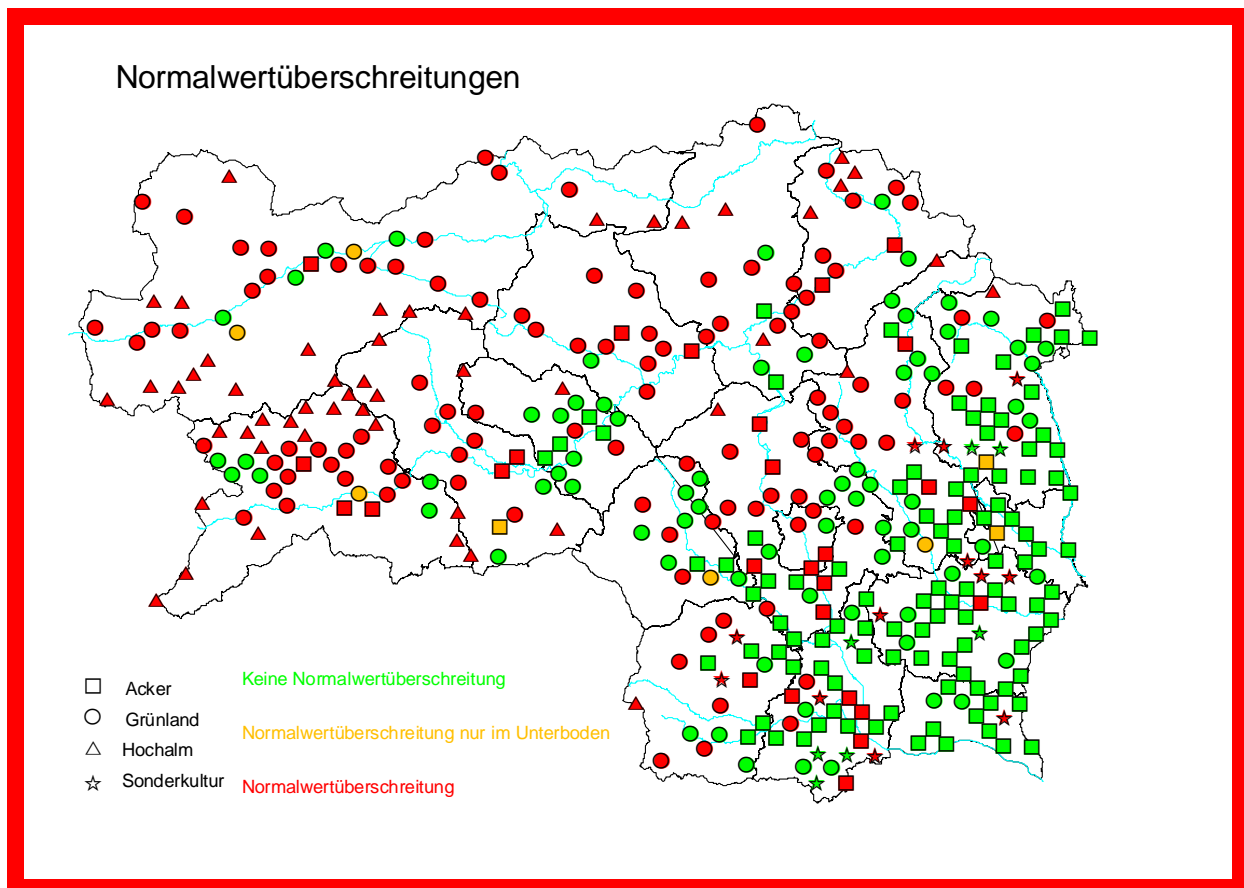 Normalwertüberschreitungen
Acker
Grünland
Hochalm
Sonderkultur
Keine Normalwertüberschreitung
Normalwertüberschreitung nur im Unterboden
Normalwertüberschreitung